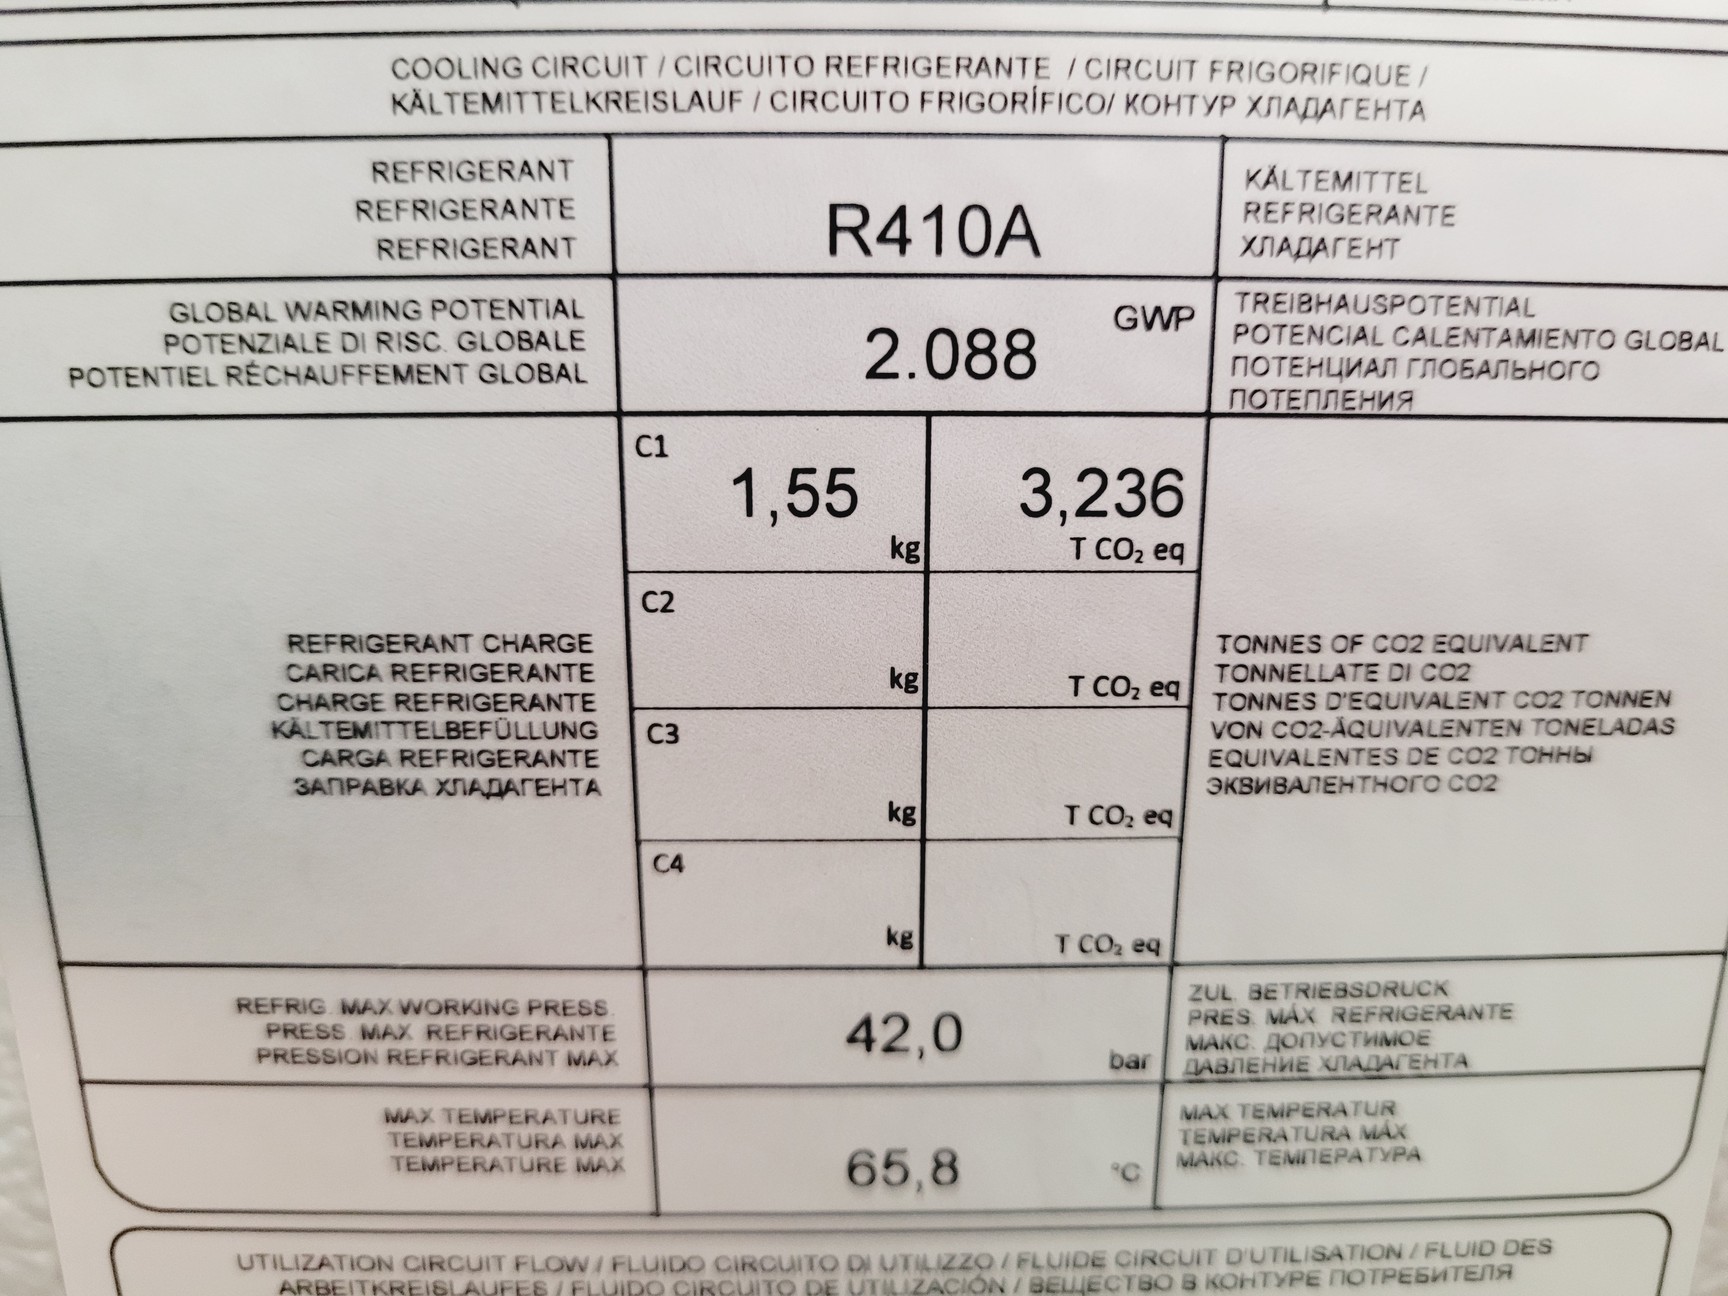 COOLING CIRCUIT / CIRCUITO REFRIGERANTE / CIRCUIT FRIGORIFIQUE /
KÄLTEMITTELKREISLAUF / CIRCUITO FRIGORÍFICO/ КОНТУР ХЛАДАГЕНТА
REFRIGERANT
REFRIGERANTE
REFRIGERANT
R410A
KÄLTEMITTEL
REFRIGERANTE
ХЛАДАГЕНТ
GLOBAL WARMING POTENTIAL
POTENZIALE DI RISC. GLOBALE
POTENTIEL RÉCHAUFFEMENT GLOBAL
2.088
GWP
TREIBHAUSPOTENTIAL
POTENCIAL CALENTAMIENTO GLOBAL
ПОТЕНЦИАЛ ГЛОБАЛЬНОГО
ПОТЕПЛЕНИЯ
REFRIGERANT CHARGE
CARICA REFRIGERANTE
CHARGE REFRIGERANTE
KÄLTEMITTELBEFÜLLUNG
CARGA REFRIGERANTE
ЗАПРАВКА ХЛАДАГЕНТА
C1
1,55
kg
3,236
T CO₂ eq
C2
kg
T CO₂ eq
C3
kg
T CO₂ eq
C4
kg
T CO₂ eq
TONNES OF CO2 EQUIVALENT
TONNELLATE DI CO2
TONNES D'EQUIVALENT CO2 TONNEN
VON CO2-ÄQUIVALENTEN TONELADAS
EQUIVALENTES DE CO2 ТОННЫ
ЭКВИВАЛЕНТНОГО CO2
REFRIG. MAX WORKING PRESS.
PRESS. MAX REFRIGERANTE
PRESSION REFRIGERANT MAX
42,0
bar
ZUL. BETRIEBSDRUCK
PRES. MÁX REFRIGERANTE
МАКС. ДОПУСТИМОЕ
ДАВЛЕНИЕ ХЛАДАГЕНТА
MAX TEMPERATURE
TEMPERATURA MAX
TEMPERATURE MAX
65,8
°C
MAX TEMPERATUR
TEMPERATURA MÁX
МАКС. ТЕМПЕРАТУРА
UTILIZATION CIRCUIT FLOW / FLUIDO CIRCUITO DI UTILIZZO / FLUIDE CIRCUIT D'UTILISATION / FLUID DES
ARBEITKREISLAUFES / FLUIDO CIRCUITO DE UTILIZACIÓN / ВЕЩЕСТВО В КОНТУРЕ ПОТРЕБИТЕЛЯ